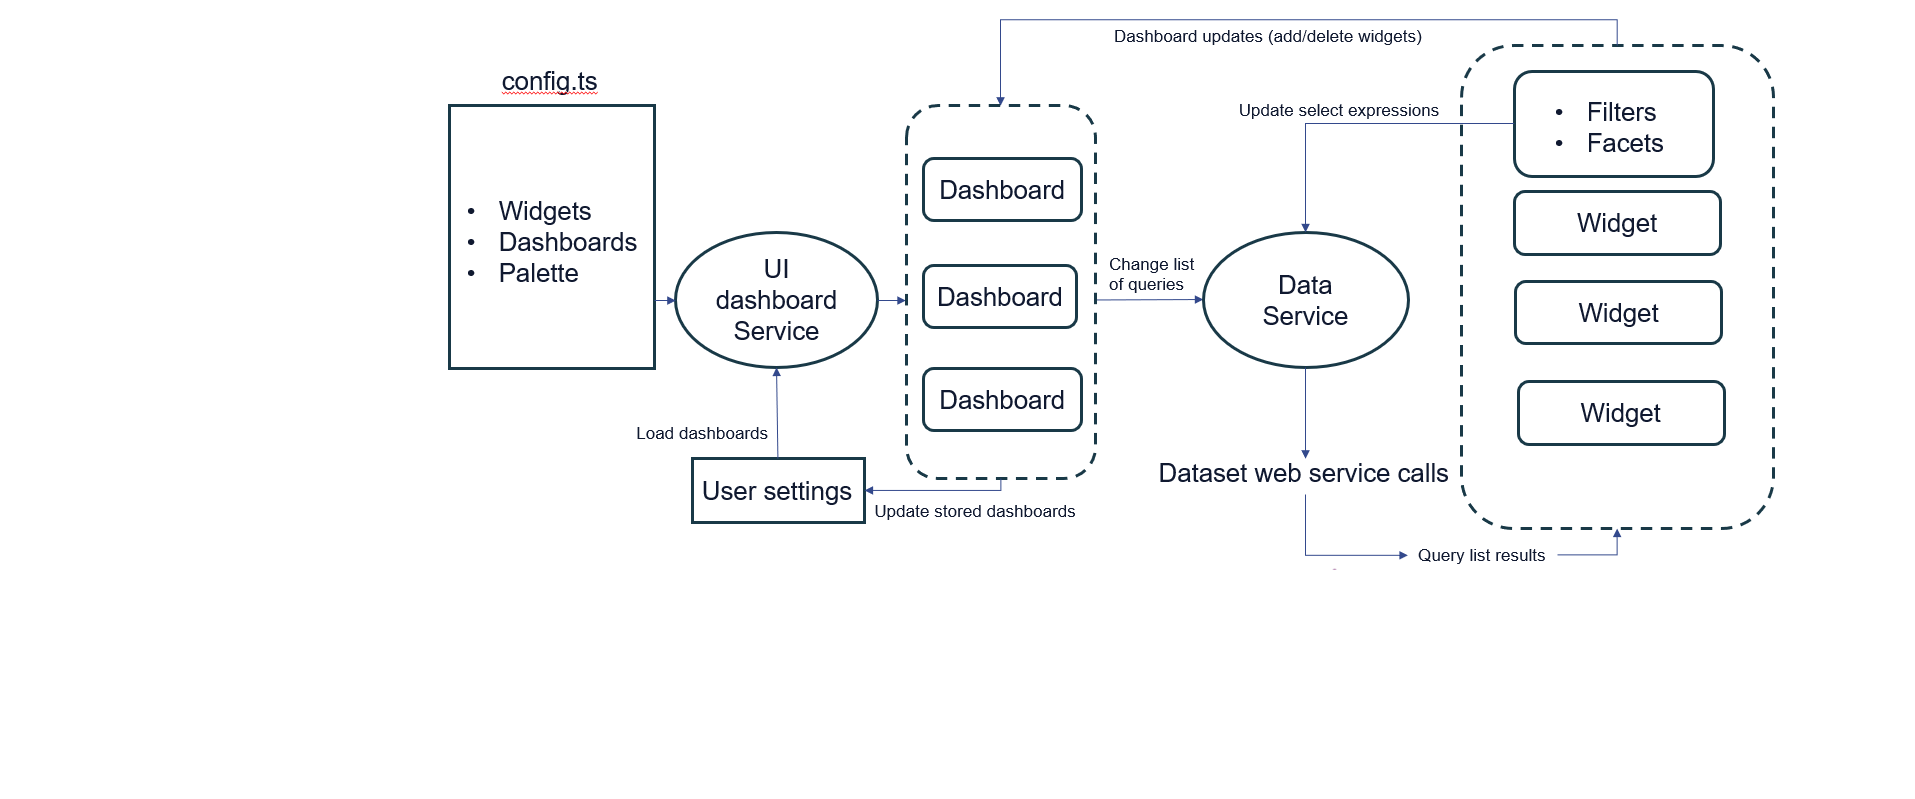 Dashboard updates (add/delete widgets)
config.ts
• Widgets
• Dashboards
• Palette
UI
dashboard
Service
Load dashboards
User settings
Update stored dashboards
Dashboard
Dashboard
Dashboard
Change list
of queries
Update select expressions
Data
Service
Dataset web service calls
Query list results
• Filters
• Facets
Widget
Widget
Widget